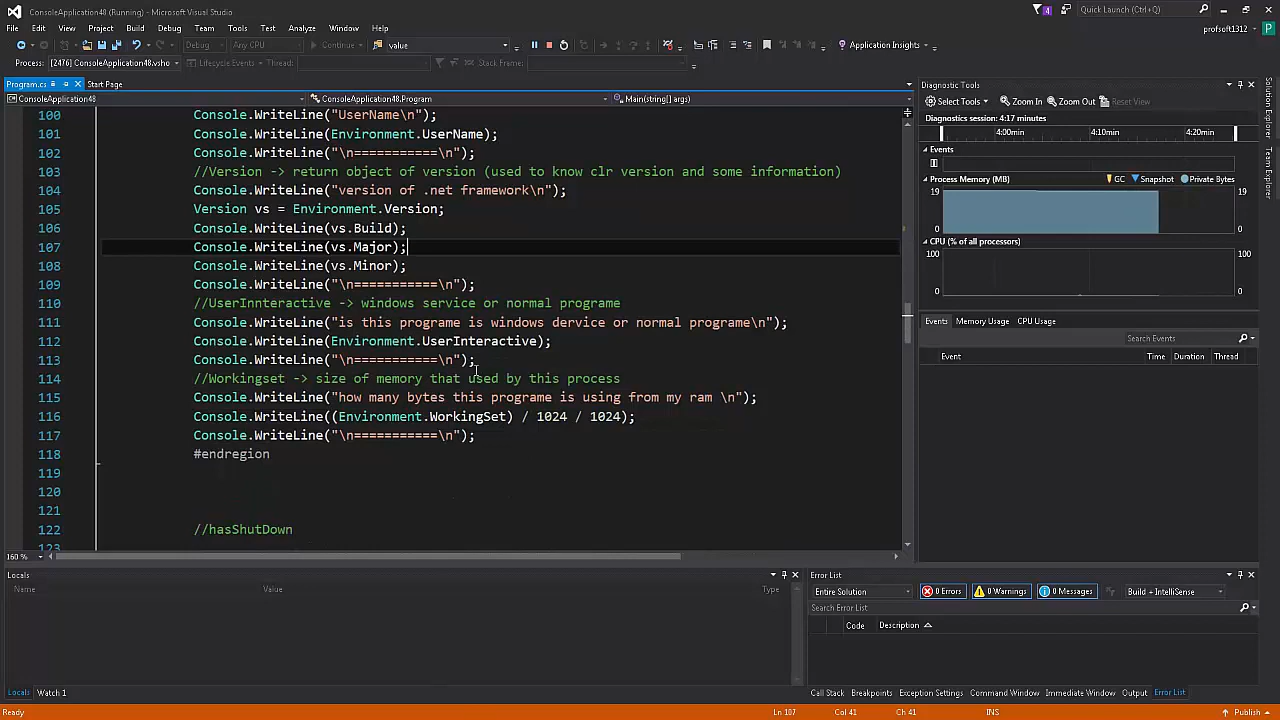 ConsoleApplication48 (Running) - Microsoft Visual Studio
4
Quick Launch (Ctrl+Q)
File Edit View Project Build Debug Team Tools Test Analyze Window Help
profsoft1312
P
Debug Any CPU Continue value Application Insights
Process: [2476] ConsoleApplication48.vsho Lifecycle Events Thread: Stack Frame:
Program.cs Start Page
ConsoleApplication48 ConsoleApplication48.Program Main(string[] args)
100 Console.WriteLine("UserName\n");
101 Console.WriteLine(Environment.UserName);
102 Console.WriteLine("\n===========\n");
103 //Version -> return object of version (used to know clr version and some information)
104 Console.WriteLine("version of .net framework\n");
105 Version vs = Environment.Version;
106 Console.WriteLine(vs.Build);
107 Console.WriteLine(vs.Major);
108 Console.WriteLine(vs.Minor);
109 Console.WriteLine("\n===========\n");
110 //UserInnteractive -> windows service or normal programe
111 Console.WriteLine("is this programe is windows dervice or normal programe\n");
112 Console.WriteLine(Environment.UserInteractive);
113 Console.WriteLine("\n===========\n");
114 //Workingset -> size of memory that used by this process
115 Console.WriteLine("how many bytes this programe is using from my ram \n");
116 Console.WriteLine((Environment.WorkingSet) / 1024 / 1024);
117 Console.WriteLine("\n===========\n");
118 #endregion
119
120
121
122 //hasShutDown
123
160 %
Diagnostic Tools
Select Tools Zoom In Zoom Out Reset View
Diagnostics session: 4:17 minutes
4:00min 4:10min 4:20min
Events
Process Memory (MB) GC Snapshot Private Bytes
19 19
0 0
CPU (% of all processors)
100 100
0 0
Events Memory Usage CPU Usage
Search Events
Event Time Duration Thread
Solution Explorer
Team Explorer
Locals
Name Value Type
Locals Watch 1
Error List
Entire Solution 0 Errors 0 Warnings 0 Messages Build + IntelliSense
Search Error List
Code Description
Call Stack Breakpoints Exception Settings Command Window Immediate Window Output Error List
Ready Ln 107 Col 41 Ch 41 INS Publish